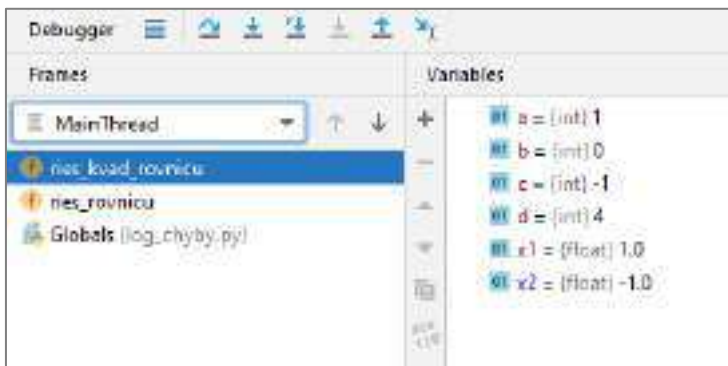 Debugger
Frames
Variables
MainThread
ries_kvad_rovnicu
ries_rovnicu
Globals (log_chyby.py)
a = {int} 1
b = {int} 0
c = {int} -1
d = {int} 4
x1 = {float} 1.0
x2 = {float} -1.0